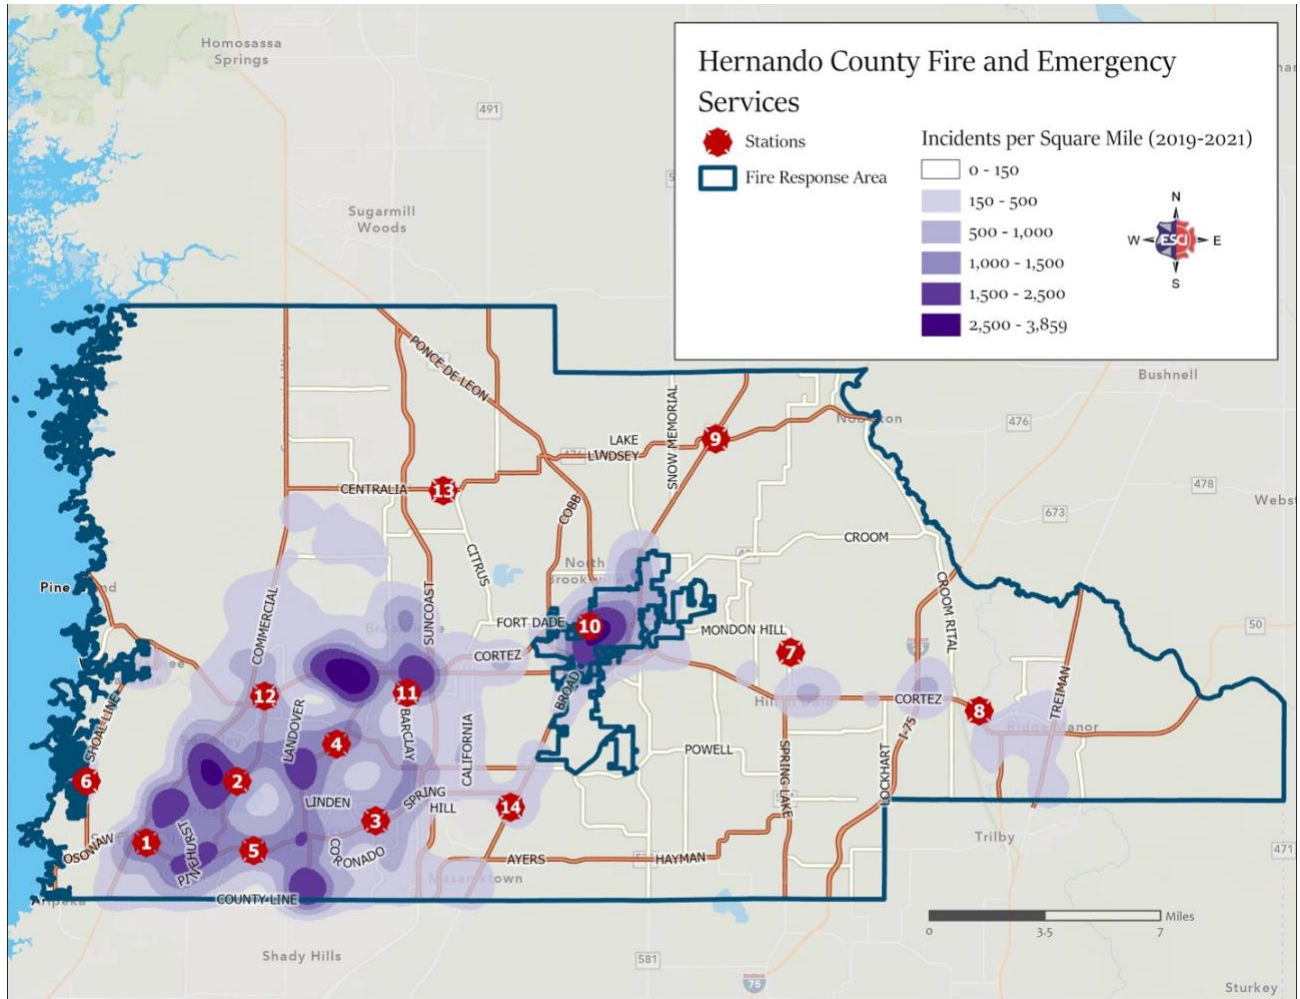 Homosassa
Springs
491
Sugarmill
Woods
Hernando County Fire and Emergency
Services
Stations
Fire Response Area
Incidents per Square Mile (2019-2021)
0 - 150
150 - 500
500 - 1,000
1,000 - 1,500
1,500 - 2,500
2,500 - 3,859
N
W
ESCI
E
S
Bushnell
476
478
673
50
471
PONCE DE LEON
SNOW MEMORIAL
LAKE
LINDSEY
9
CENTRALIA
13
COBB
CROOM
CITRUS
North
Pine
COMMERCIAL
SUNCOAST
FORT DADE
10
MONDON HILL
CROOM RITAL
CORTEZ
7
12
11
BROAD
CORTEZ
8
TREIMAN
SHOAL LINE
LANDOVER
BARCLAY
CALIFORNIA
4
POWELL
I-75
6
2
SPRING LAKE
LOCKHART
LINDEN
SPRING
HILL
14
3
1
5
OSOWAW
PINEHURST
CORONADO
AYERS
HAYMAN
COUNTY LINE
Aripeka
Trilby
Miles
0
3.5
7
Shady Hills
581
75
Sturkey